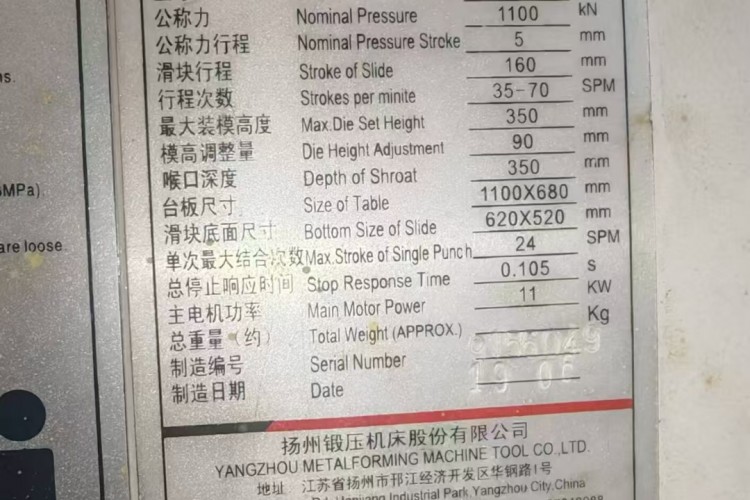 公称力 Nominal Pressure 1100 kN
公称力行程 Nominal Pressure Stroke 5 mm
滑块行程 Stroke of Slide 160 mm
行程次数 Strokes per minite 35-70 SPM
最大装模高度 Max.Die Set Height 350 mm
模高调整量 Die Height Adjustment 90 mm
喉口深度 Depth of Shroat 350 mm
台板尺寸 Size of Table 1100X680 mm
滑块底面尺寸 Bottom Size of Slide 620X520 mm
单次最大结合次数 Max.Stroke of Single Punch 24 SPM
总停止响应时间 Stop Response Time 0.105 s
主电机功率 Main Motor Power 11 KW
总重量（约） Total Weight (APPROX.) Kg
制造编号 Serial Number
制造日期 Date
扬州锻压机床股份有限公司
YANGZHOU METALFORMING MACHINE TOOL CO.,LTD.
地址 江苏省扬州市邗江经济开发区华钢路1号
Hanjiang Industrial Park,Yangzhou City,China
MPa)
are loose